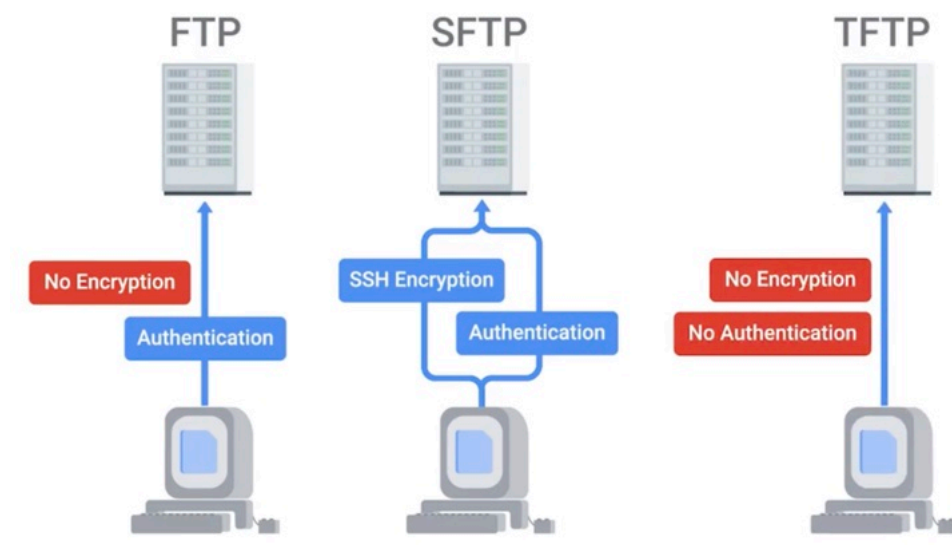 FTP
SFTP
TFTP
No Encryption
Authentication
SSH Encryption
Authentication
No Encryption
No Authentication